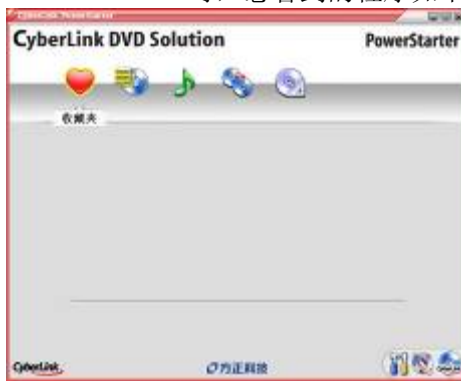 CyberLink DVD Solution
PowerStarter
收藏夹
CyberLink
方正科技